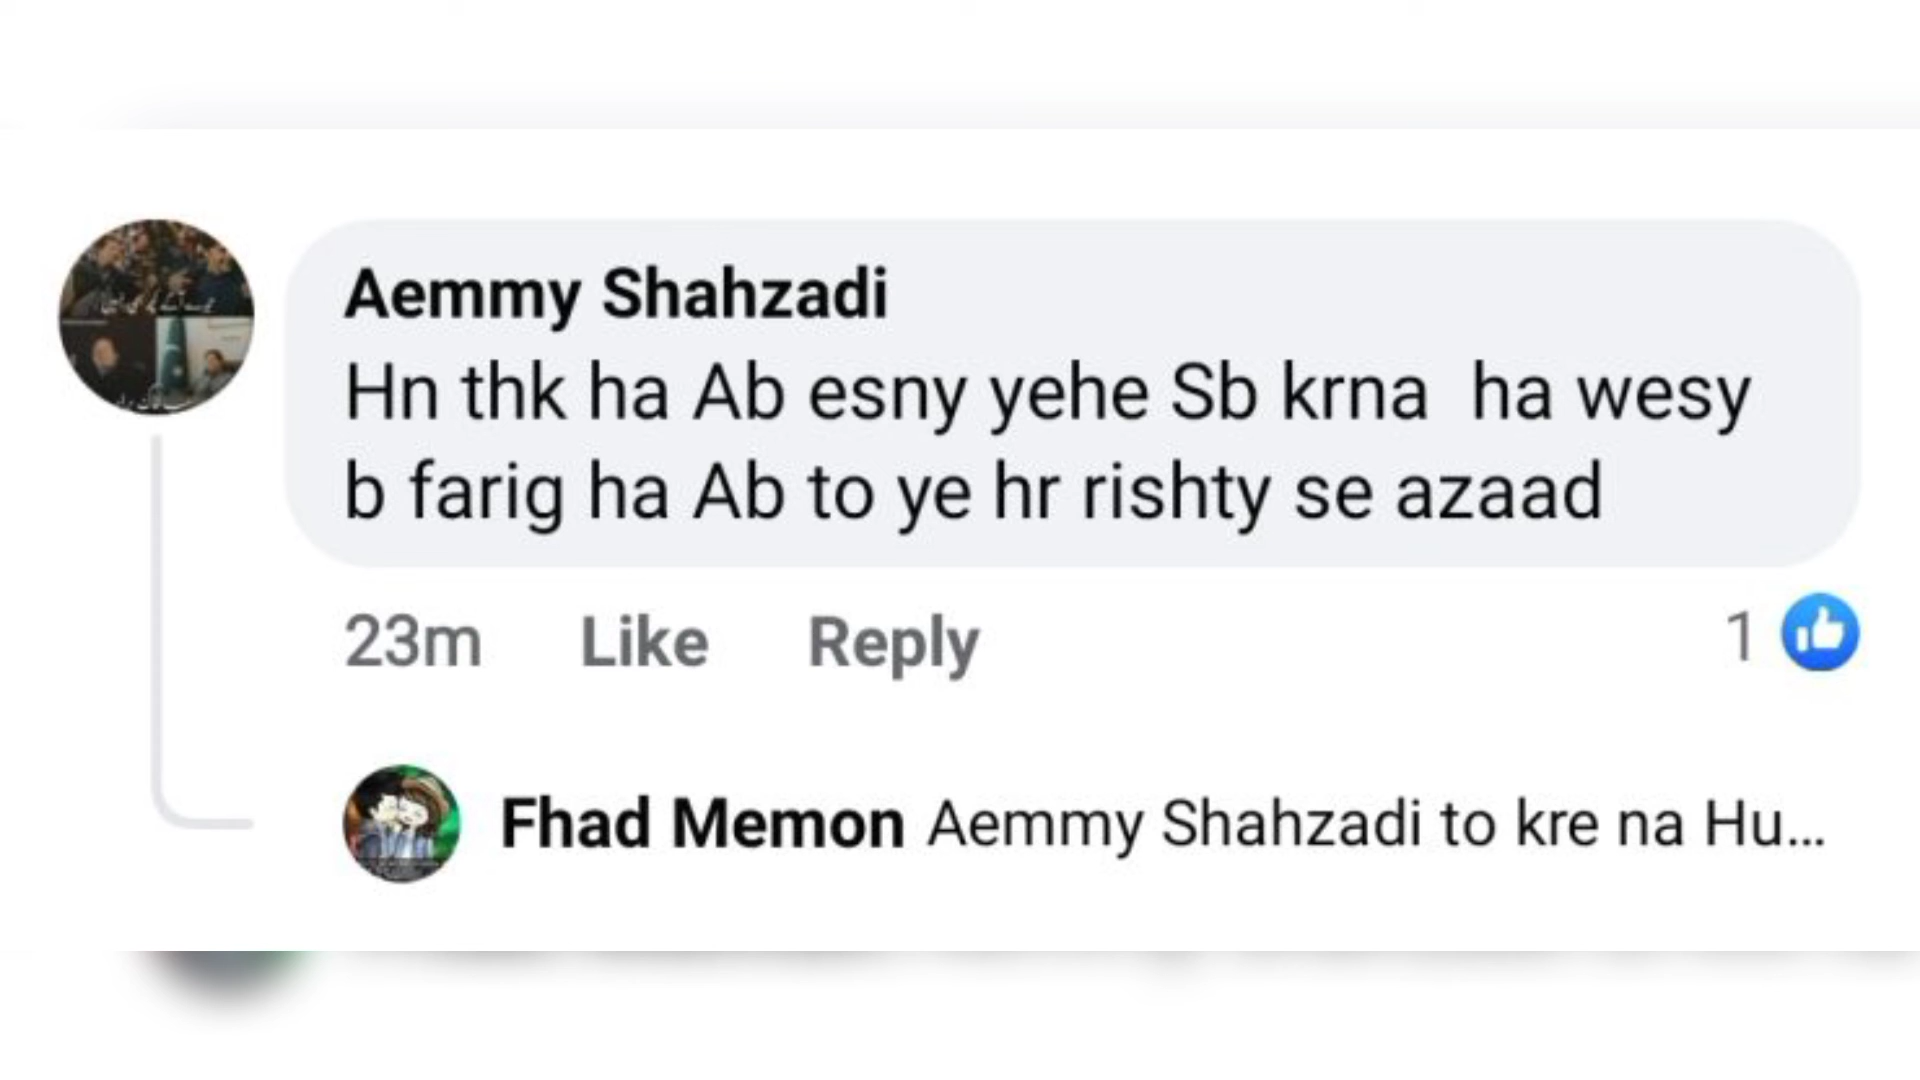 Aemmy Shahzadi
Hn thk ha Ab esny yehe Sb krna  ha wesy
b farig ha Ab to ye hr rishty se azaad
23m Like Reply 1
Fhad Memon Aemmy Shahzadi to kre na Hu...